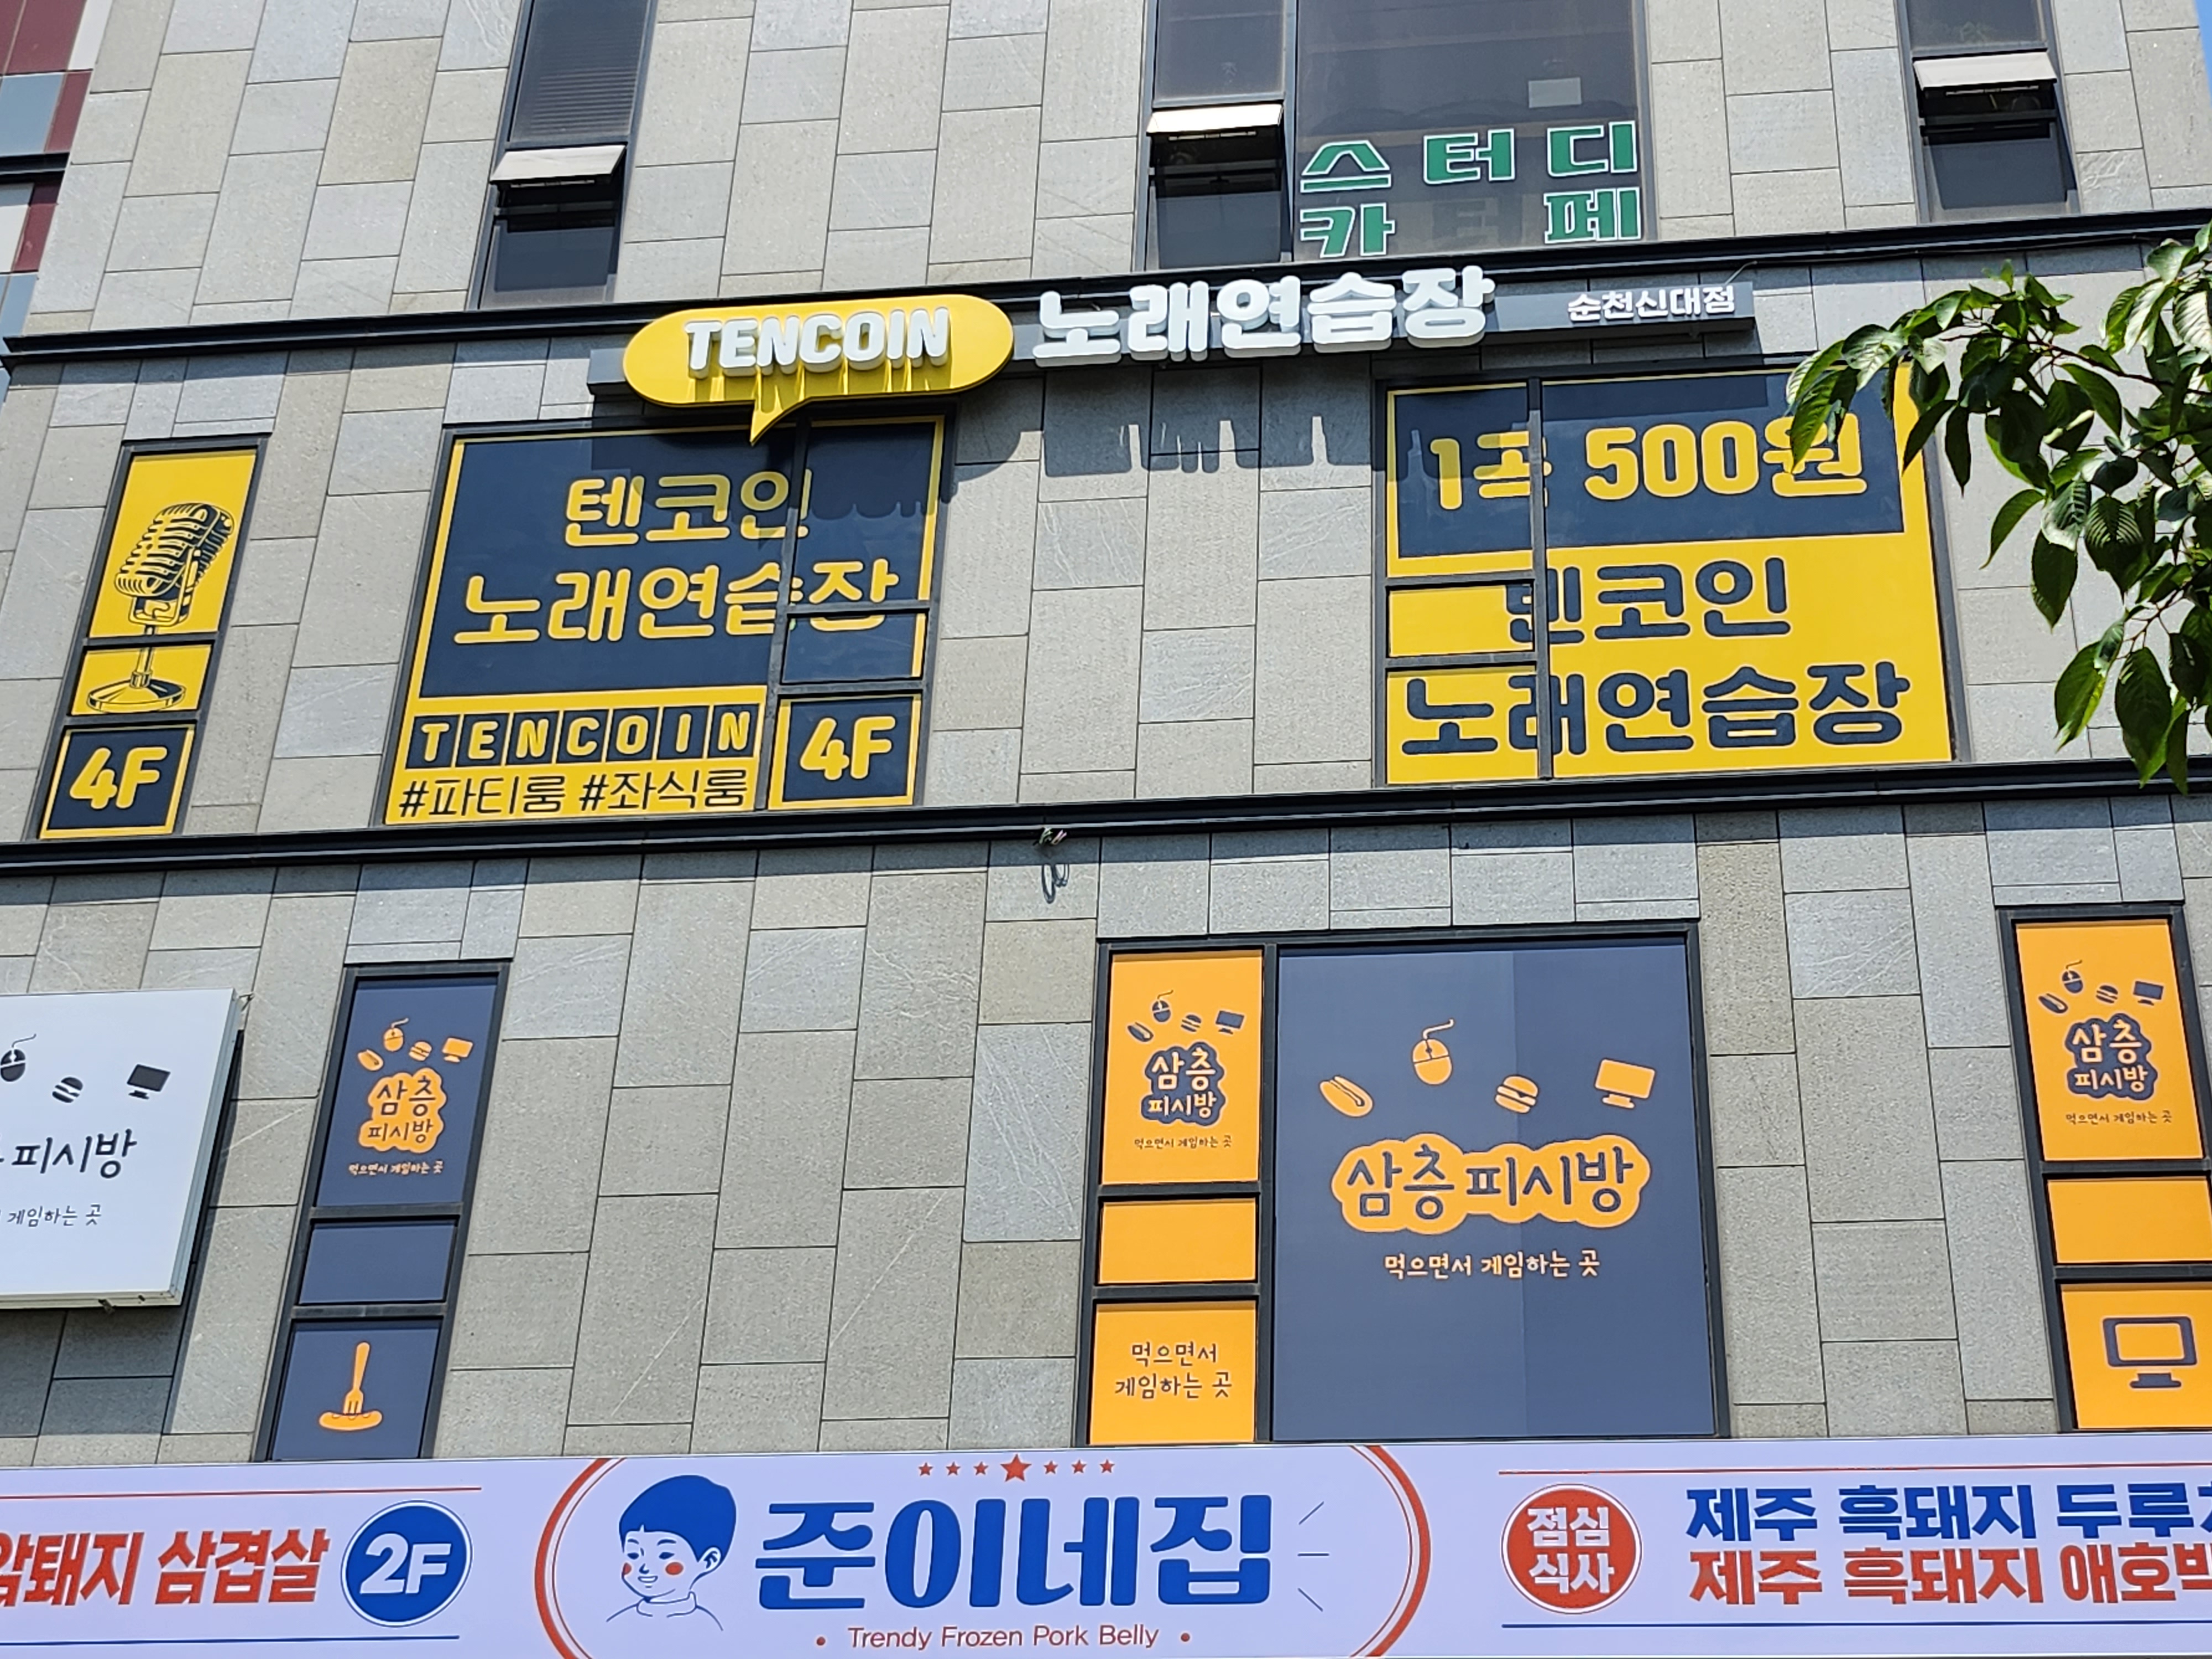 스터디
카페
TENCOIN 노래연습장 순천신대점
텐코인
노래연습장
TENCOIN
#파티룸 #좌식룸
4F
4F
1곡 500원
텐코인
노래연습장
피시방
게임하는 곳
삼층
피시방
먹으면서 게임하는 곳
삼층
피시방
먹으면서 게임하는 곳
먹으면서
게임하는 곳
삼층피시방
먹으면서 게임하는 곳
삼층
피시방
먹으면서 게임하는 곳
암퇘지 삼겹살 2F
준이네집
Trendy Frozen Pork Belly
점심
식사
제주 흑돼지
제주 흑돼지